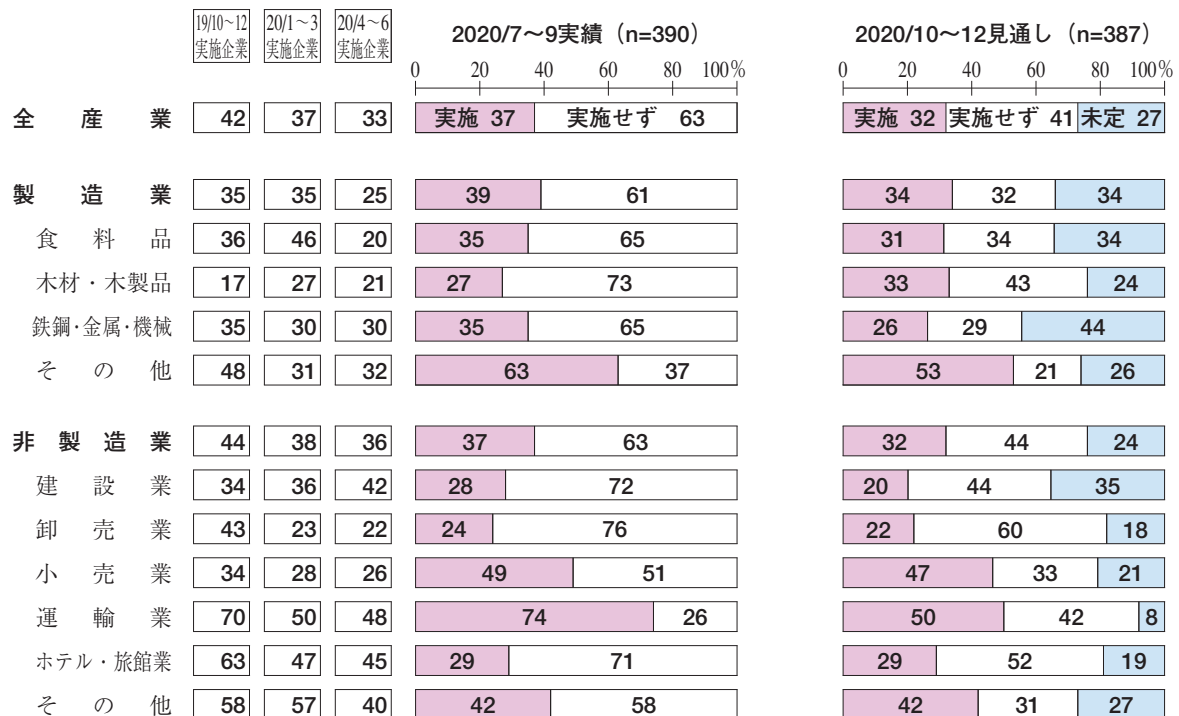 19/10～12 20/1～3 20/4～6
実施企業 実施企業 実施企業
2020/7～9実績（n=390） 2020/10～12見通し（n=387）
0 20 40 60 80 100% 0 20 40 60 80 100%
全産業 42 37 33 実施 37 実施せず 63 実施 32 実施せず 41 未定 27
製造業 35 35 25 39 61 34 32 34
食料品 36 46 20 35 65 31 34 34
木材・木製品 17 27 21 27 73 33 43 24
鉄鋼・金属・機械 35 30 30 35 65 26 29 44
その他 48 31 32 63 37 53 21 26
非製造業 44 38 36 37 63 32 44 24
建設業 34 36 42 28 72 20 44 35
卸売業 43 23 22 24 76 22 60 18
小売業 34 28 26 49 51 47 33 21
運輸業 70 50 48 74 26 50 42 8
ホテル・旅館業 63 47 45 29 71 29 52 19
その他 58 57 40 42 58 42 31 27